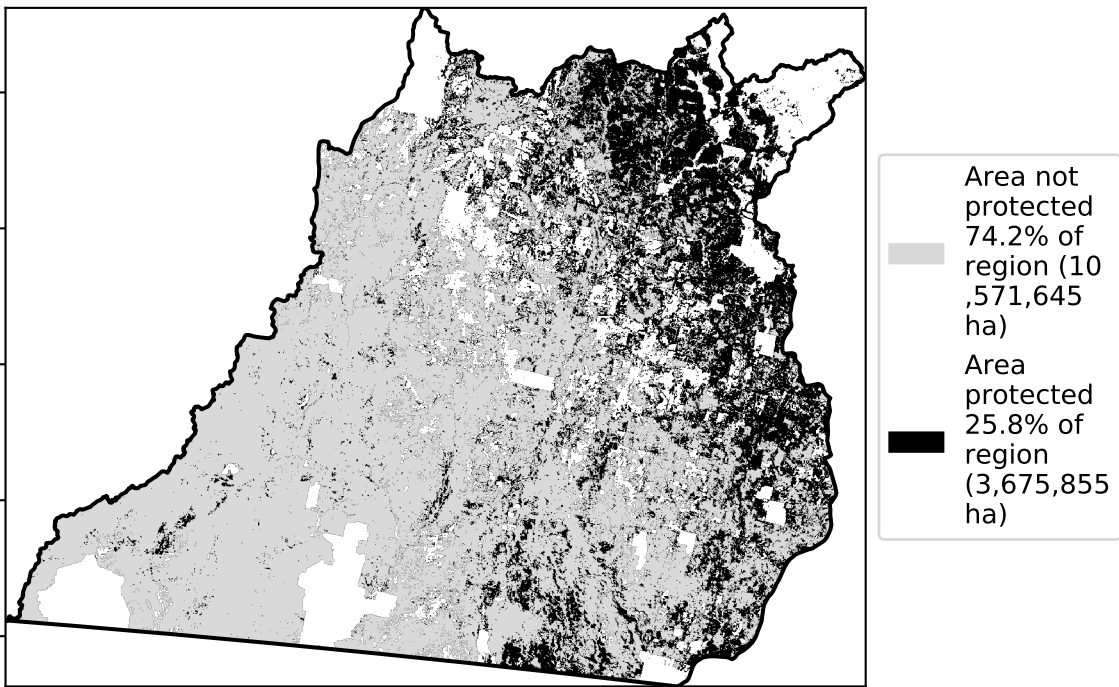 Area not
protected
74.2% of
region (10
,571,645
ha)
Area
protected
25.8% of
region
(3,675,855
ha)